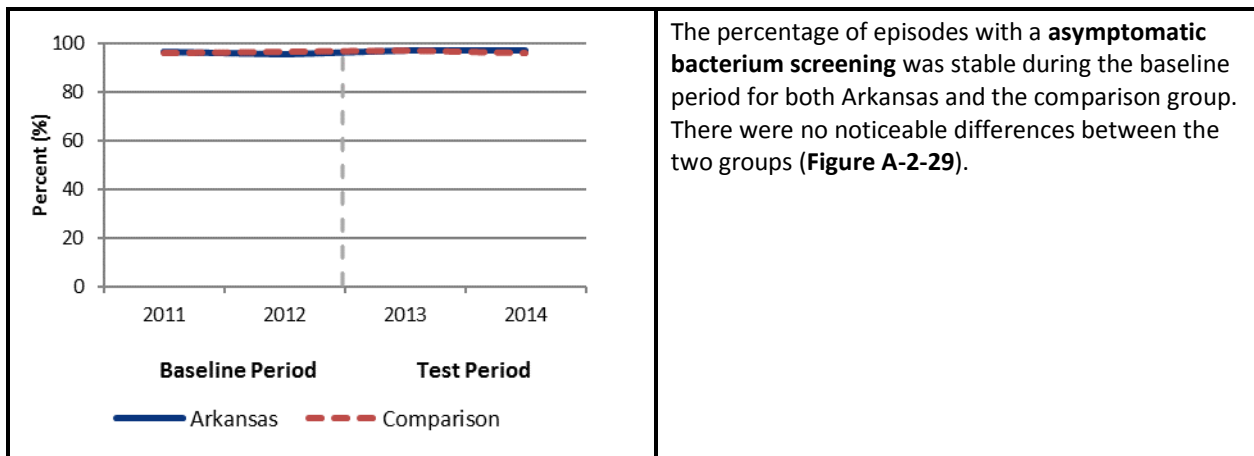 100
80
60
40
20
0
Percent (%)
2011 2012 2013 2014
Baseline Period Test Period
Arkansas Comparison
The percentage of episodes with a asymptomatic
bacterium screening was stable during the baseline
period for both Arkansas and the comparison group.
There were no noticeable differences between the
two groups (Figure A-2-29).